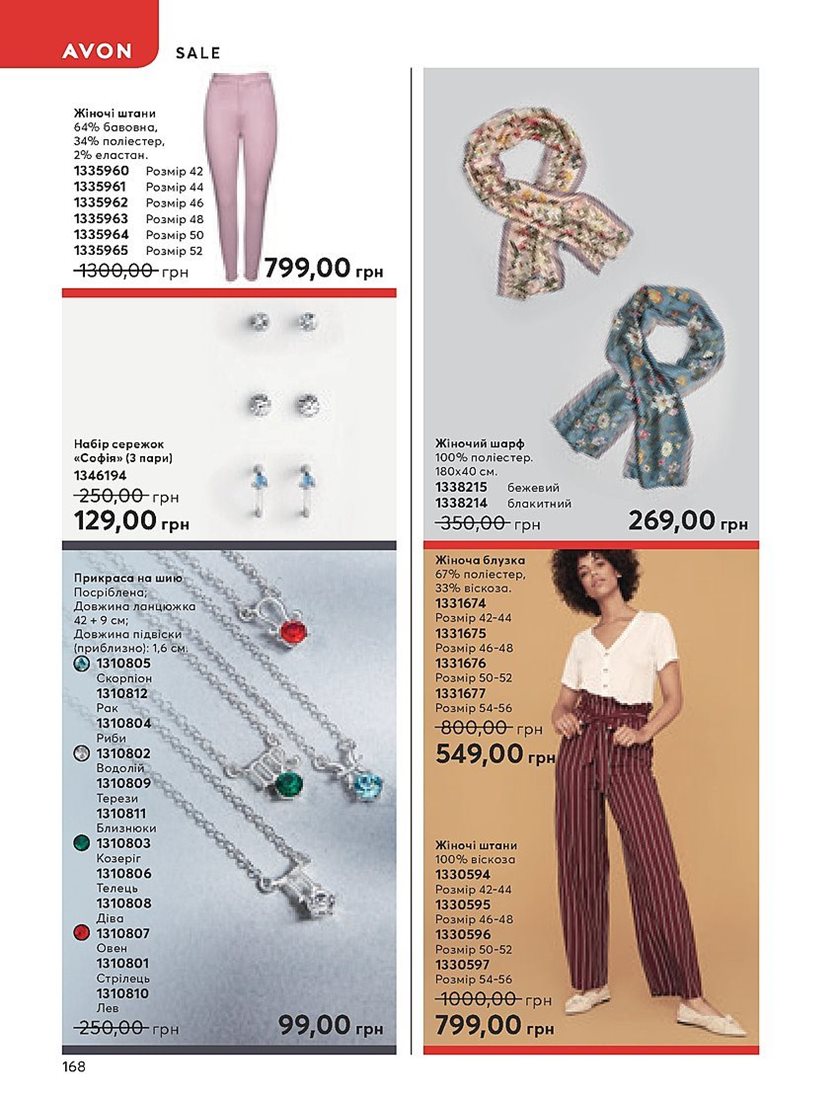 AVON SALE
Жіночі штани
64% бавовна,
34% поліестер,
2% еластан.
1335960 Розмір 42
1335961 Розмір 44
1335962 Розмір 46
1335963 Розмір 48
1335964 Розмір 50
1335965 Розмір 52
1300,00 грн
799,00 грн
Набір сережок
«Софія» (3 пари)
1346194
250,00 грн
129,00 грн
Прикраса на шию
Посріблена;
Довжина ланцюжка
42 + 9 см;
Довжина підвіски
(приблизно): 1,6 см.
1310805
Скорпіон
1310812
Рак
1310804
Риби
1310802
Водолій
1310809
Терези
1310811
Близнюки
1310803
Козеріг
1310806
Телець
1310808
Діва
1310807
Овен
1310801
Стрілець
1310810
Лев
250,00 грн
99,00 грн
Жіночий шарф
100% поліестер.
180х40 см.
1338215 бежевий
1338214 блакитний
350,00 грн
269,00 грн
Жіноча блузка
67% поліестер,
33% віскоза.
1331674
Розмір 42-44
1331675
Розмір 46-48
1331676
Розмір 50-52
1331677
Розмір 54-56
800,00 грн
549,00 грн
Жіночі штани
100% віскоза
1330594
Розмір 42-44
1330595
Розмір 46-48
1330596
Розмір 50-52
1330597
Розмір 54-56
1000,00 грн
799,00 грн
168